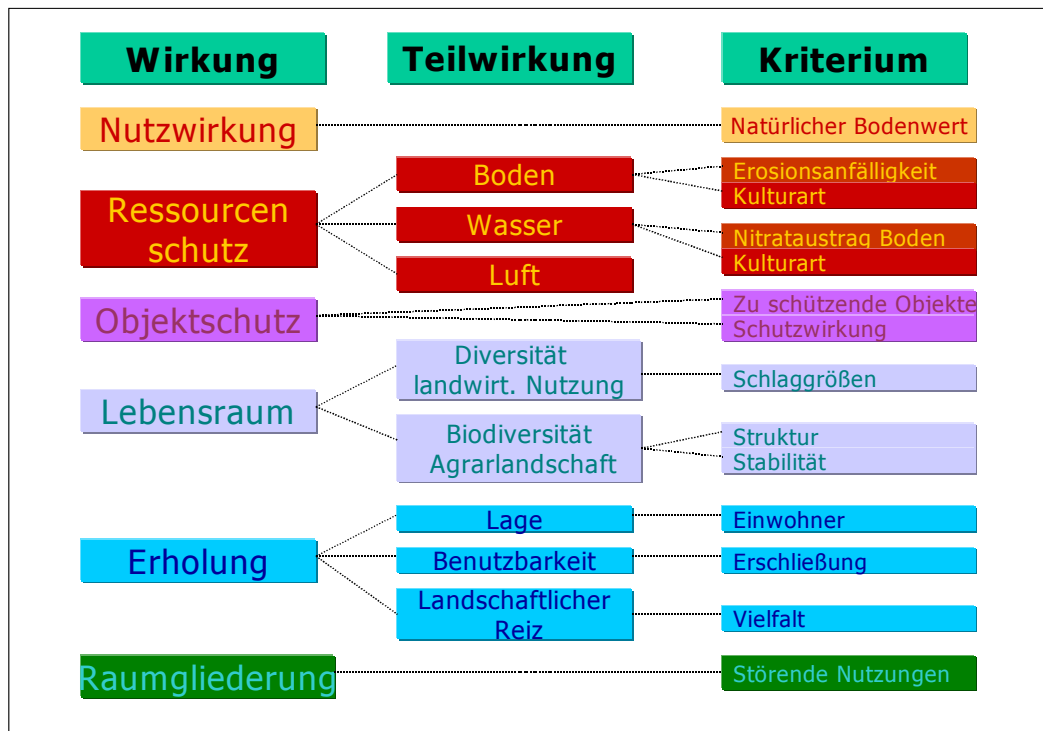 Wirkung
Teilwirkung
Kriterium
Nutzwirkung
Natürlicher Bodenwert
Ressourcen
schutz
Boden
Erosionsanfälligkeit
Kulturart
Wasser
Nitrataustrag Boden
Kulturart
Luft
Objektschutz
Zu schützende Objekte
Schutzwirkung
Lebensraum
Diversität
landwirt. Nutzung
Schlaggrößen
Biodiversität
Agrarlandschaft
Struktur
Stabilität
Erholung
Lage
Einwohner
Benutzbarkeit
Erschließung
Landschaftlicher
Reiz
Vielfalt
Raumgliederung
Störende Nutzungen